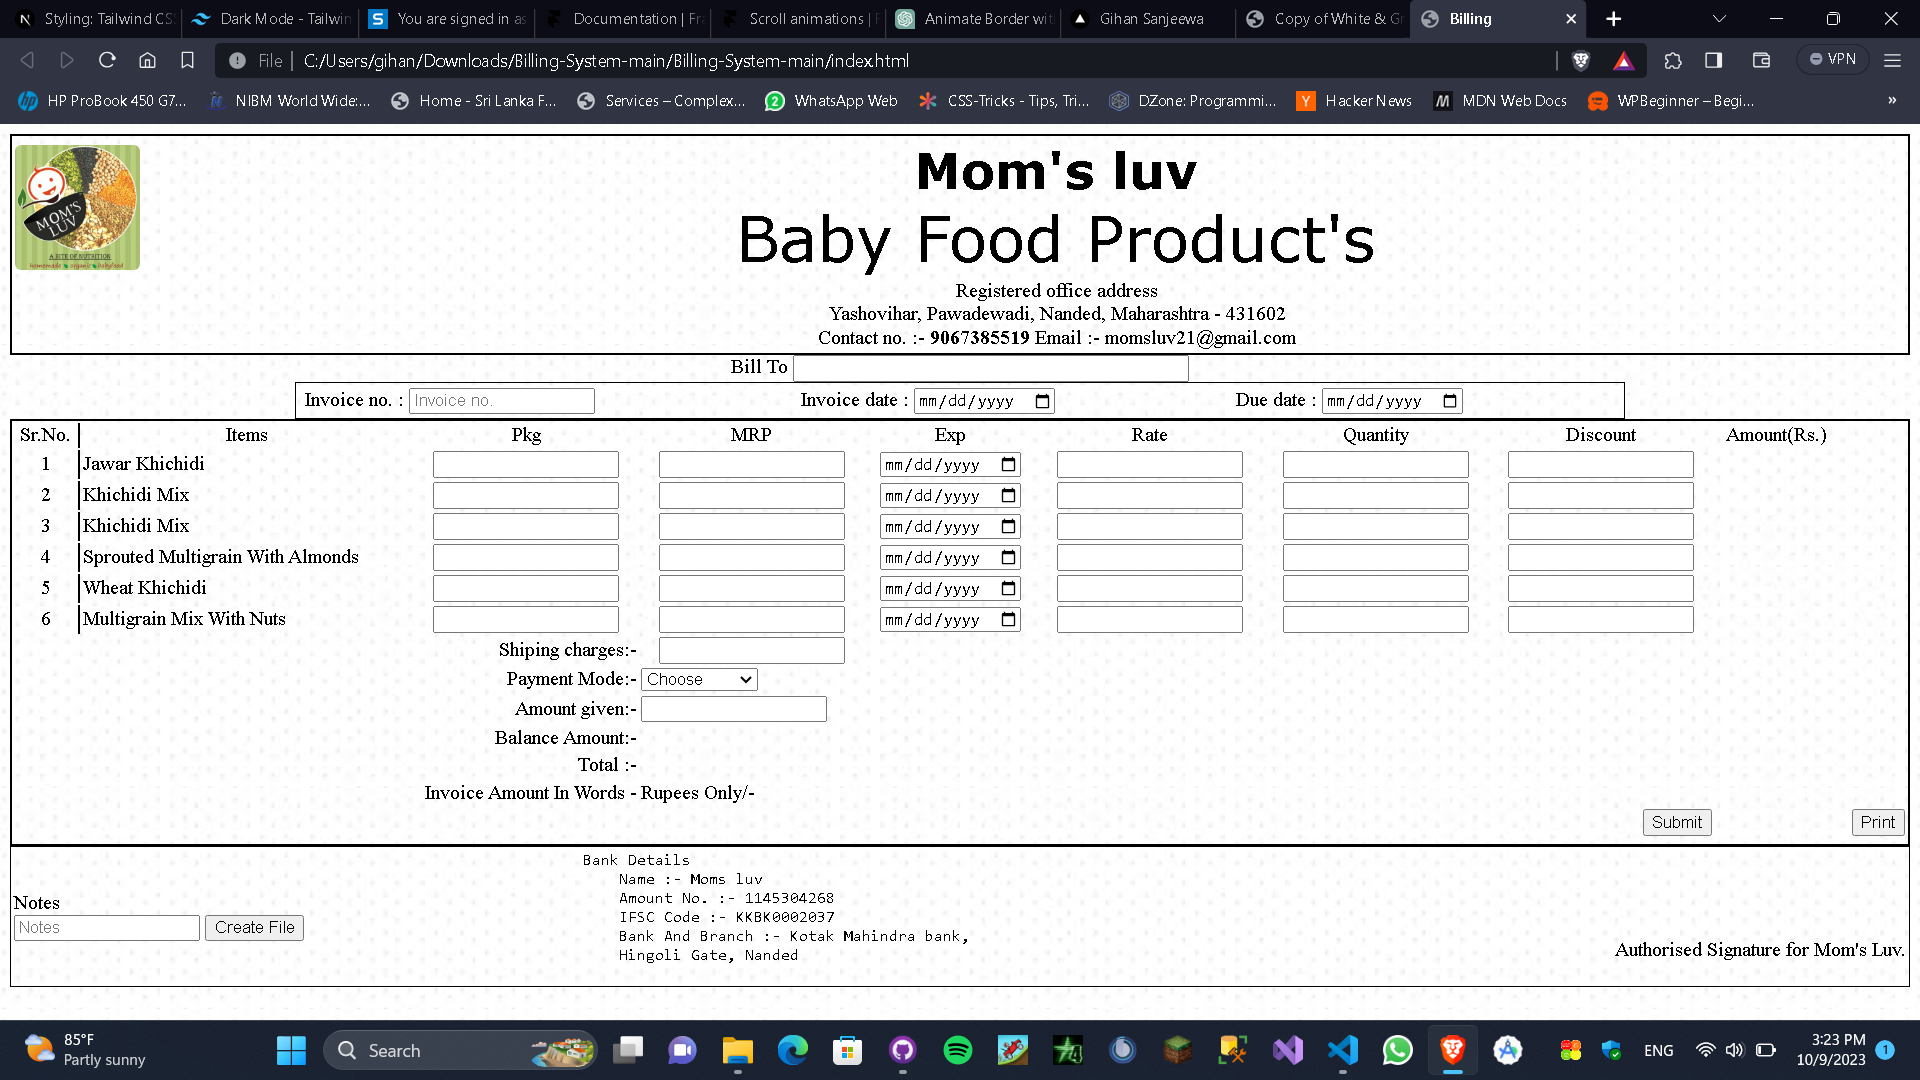 Styling: Tailwind CS
Dark Mode - Tailwin
You are signed in as
Documentation | Fra
Scroll animations | F
Animate Border wit
Gihan Sanjeewa
Copy of White & Gr
Billing
File | C:/Users/gihan/Downloads/Billing-System-main/Billing-System-main/index.html
VPN
HP ProBook 450 G7...
NIBM World Wide:...
Home - Sri Lanka F...
Services – Complex...
WhatsApp Web
CSS-Tricks - Tips, Tri...
DZone: Programmi...
Hacker News
MDN Web Docs
WPBeginner – Begi...
»
MOM'S
LUV
A BITE OF NUTRITION
homemade organic babyfood
Mom's luv
Baby Food Product's
Registered office address
Yashovihar, Pawadewadi, Nanded, Maharashtra - 431602
Contact no. :- 9067385519 Email :- momsluv21@gmail.com
Bill To
Invoice no. : Invoice no. Invoice date : mm/dd/yyyy Due date : mm/dd/yyyy
Sr.No. Items Pkg MRP Exp Rate Quantity Discount Amount(Rs.)
1 Jawar Khichidi mm/dd/yyyy
2 Khichidi Mix mm/dd/yyyy
3 Khichidi Mix mm/dd/yyyy
4 Sprouted Multigrain With Almonds mm/dd/yyyy
5 Wheat Khichidi mm/dd/yyyy
6 Multigrain Mix With Nuts mm/dd/yyyy
Shiping charges:-
Payment Mode:- Choose
Amount given:-
Balance Amount:-
Total :-
Invoice Amount In Words - Rupees Only/-
Submit Print
Bank Details
Name :- Moms luv
Amount No. :- 1145304268
IFSC Code :- KKBK0002037
Bank And Branch :- Kotak Mahindra bank,
Hingoli Gate, Nanded
Notes
Notes Create File
Authorised Signature for Mom's Luv.
85°F
Partly sunny
Search
ENG
3:23 PM
10/9/2023
1